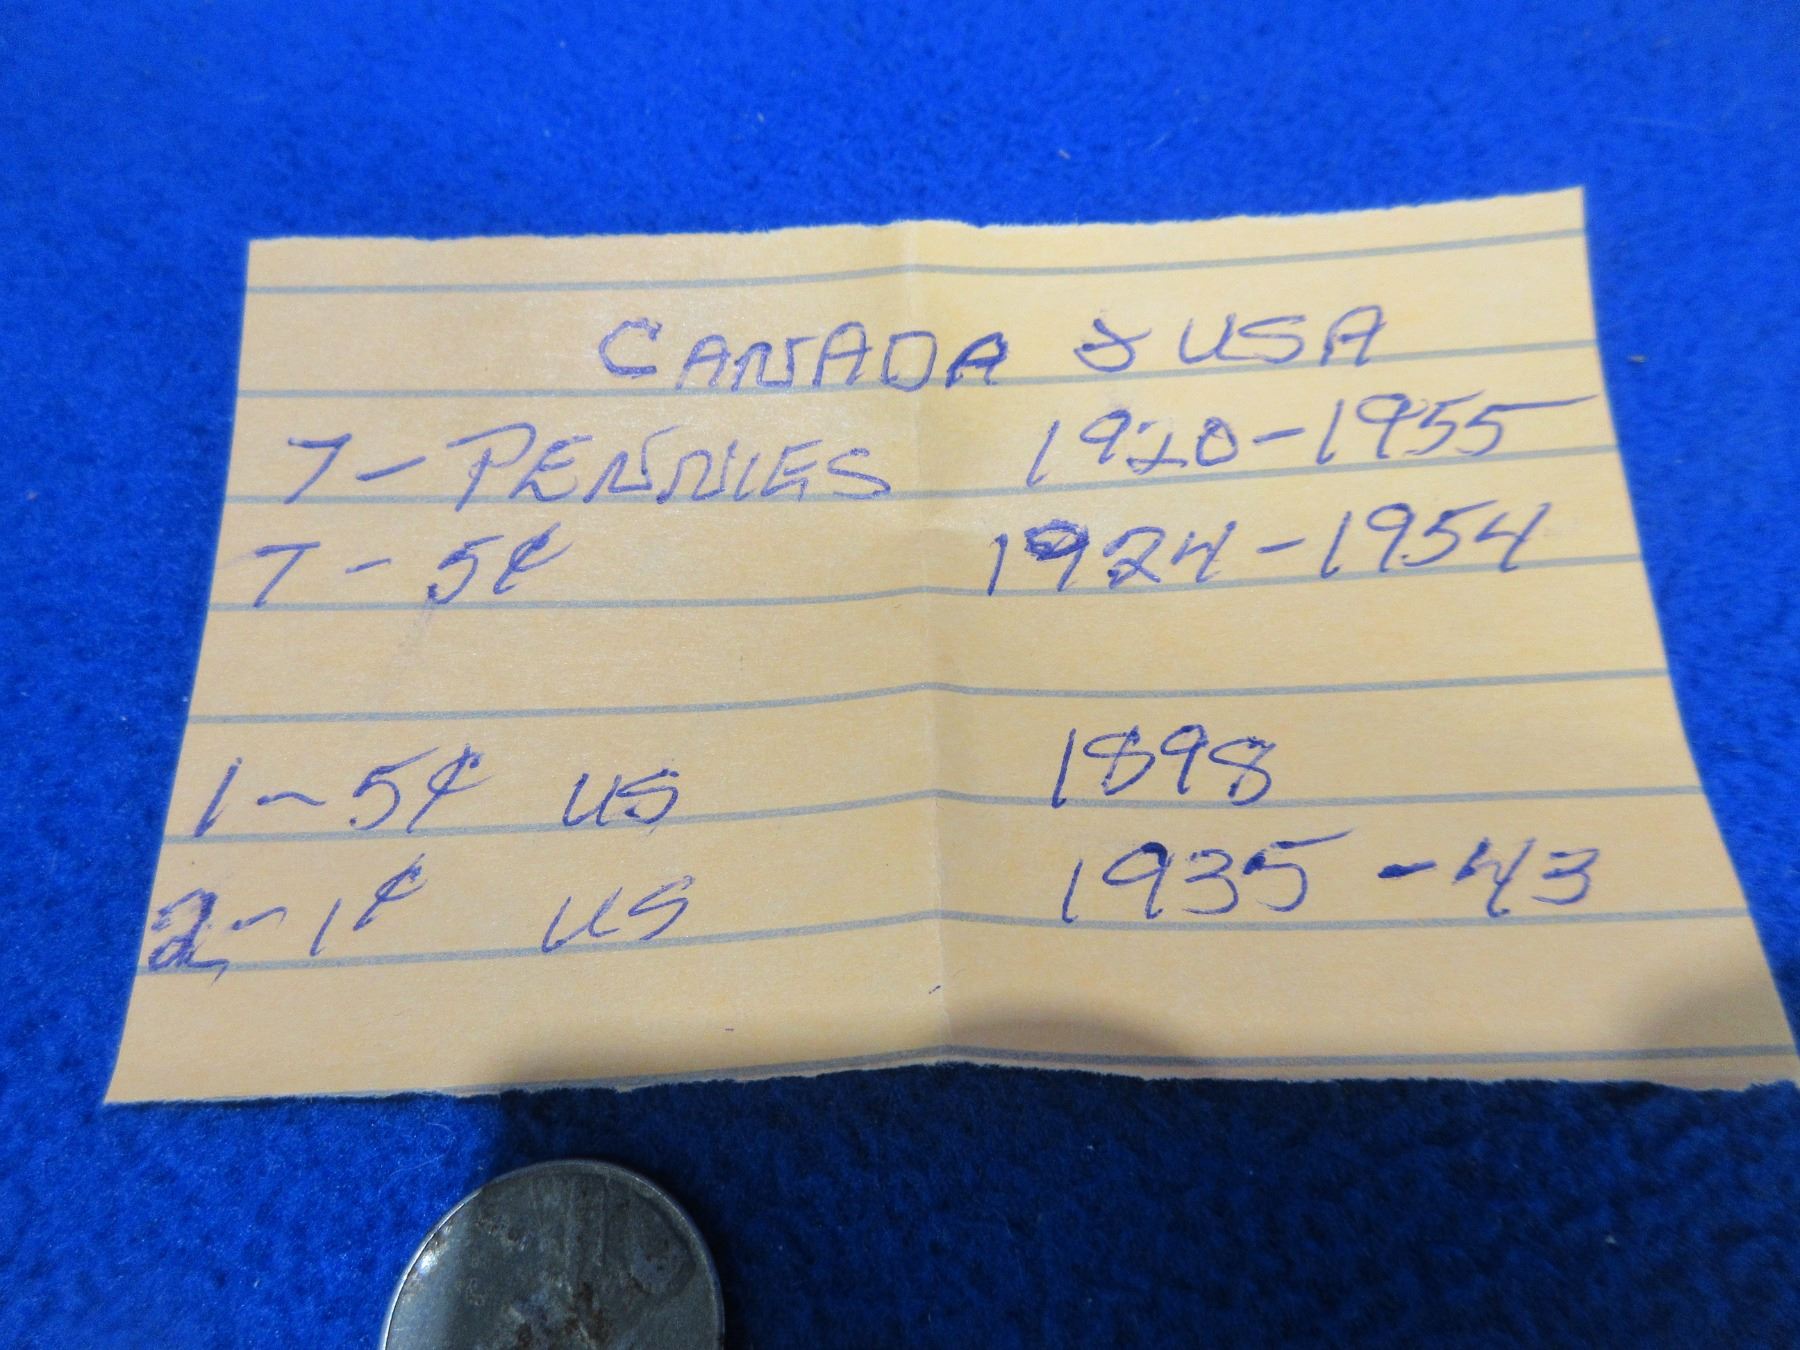 CANADA & USA
7 - PENNIES 1920 - 1955
7 - 5¢ 1924 - 1954
1 - 5¢ US 1898
2 - 1¢ US 1935 - 43